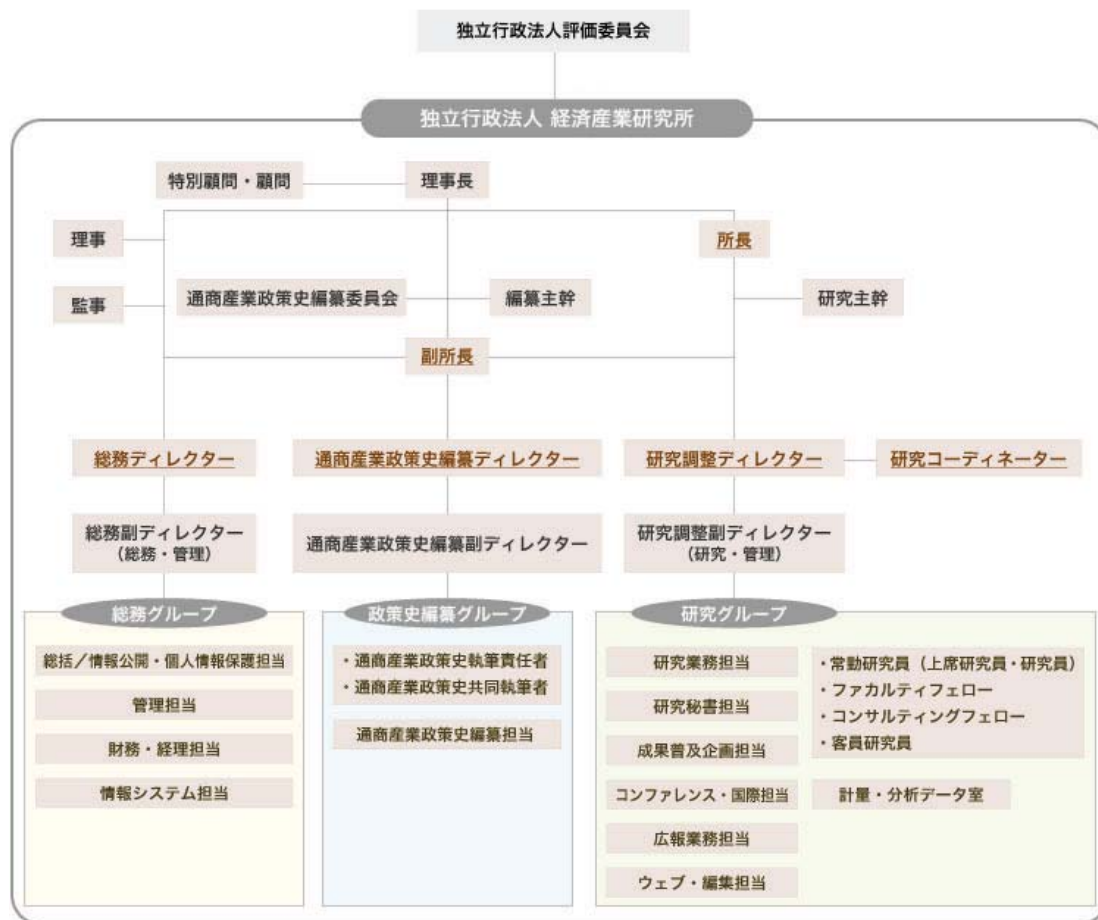 独立行政法人評価委員会
独立行政法人 経済産業研究所
特別顧問・顧問
理事長
理事
所長
監事
通商産業政策史編纂委員会
編纂主幹
研究主幹
副所長
総務ディレクター
通商産業政策史編纂ディレクター
研究調整ディレクター
研究コーディネーター
総務副ディレクター
(総務・管理)
通商産業政策史編纂副ディレクター
研究調整副ディレクター
(研究・管理)
総務グループ
総括/情報公開・個人情報保護担当
管理担当
財務・経理担当
情報システム担当
政策史編纂グループ
・通商産業政策史執筆責任者
・通商産業政策史共同執筆者
通商産業政策史編纂担当
研究グループ
研究業務担当
研究秘書担当
成果普及企画担当
コンファレンス・国際担当
広報業務担当
ウェブ・編集担当
・常勤研究員(上席研究員・研究員)
・ファカルティフェロー
・コンサルティングフェロー
・客員研究員
計量・分析データ室